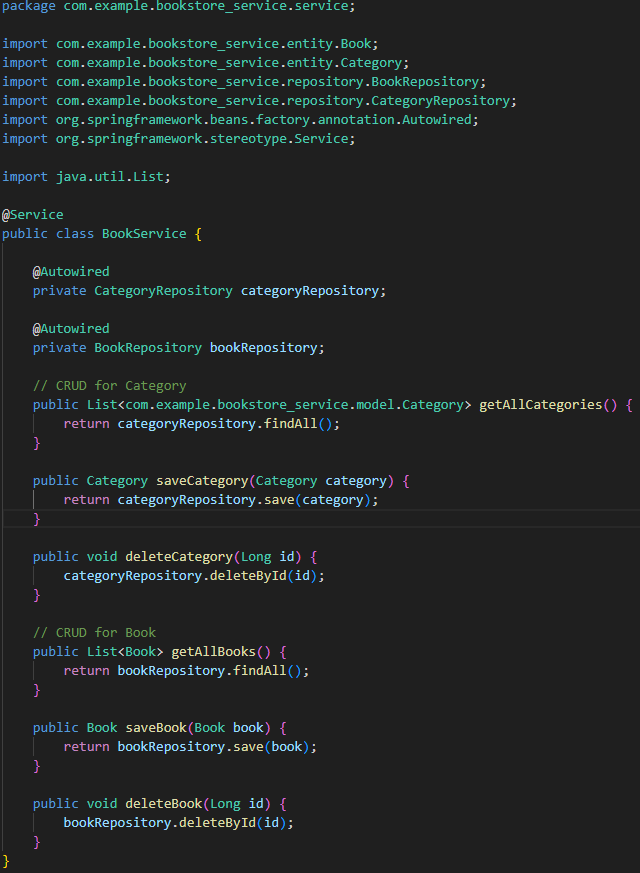 package com.example.bookstore_service.service;
import com.example.bookstore_service.entity.Book;
import com.example.bookstore_service.entity.Category;
import com.example.bookstore_service.repository.BookRepository;
import com.example.bookstore_service.repository.CategoryRepository;
import org.springframework.beans.factory.annotation.Autowired;
import org.springframework.stereotype.Service;
import java.util.List;
@Service
public class BookService {
@Autowired
private CategoryRepository categoryRepository;
@Autowired
private BookRepository bookRepository;
// CRUD for Category
public List<com.example.bookstore_service.model.Category> getAllCategories() {
return categoryRepository.findAll();
}
public Category saveCategory(Category category) {
return categoryRepository.save(category);
}
public void deleteCategory(Long id) {
categoryRepository.deleteById(id);
}
// CRUD for Book
public List<Book> getAllBooks() {
return bookRepository.findAll();
}
public Book saveBook(Book book) {
return bookRepository.save(book);
}
public void deleteBook(Long id) {
bookRepository.deleteById(id);
}
}